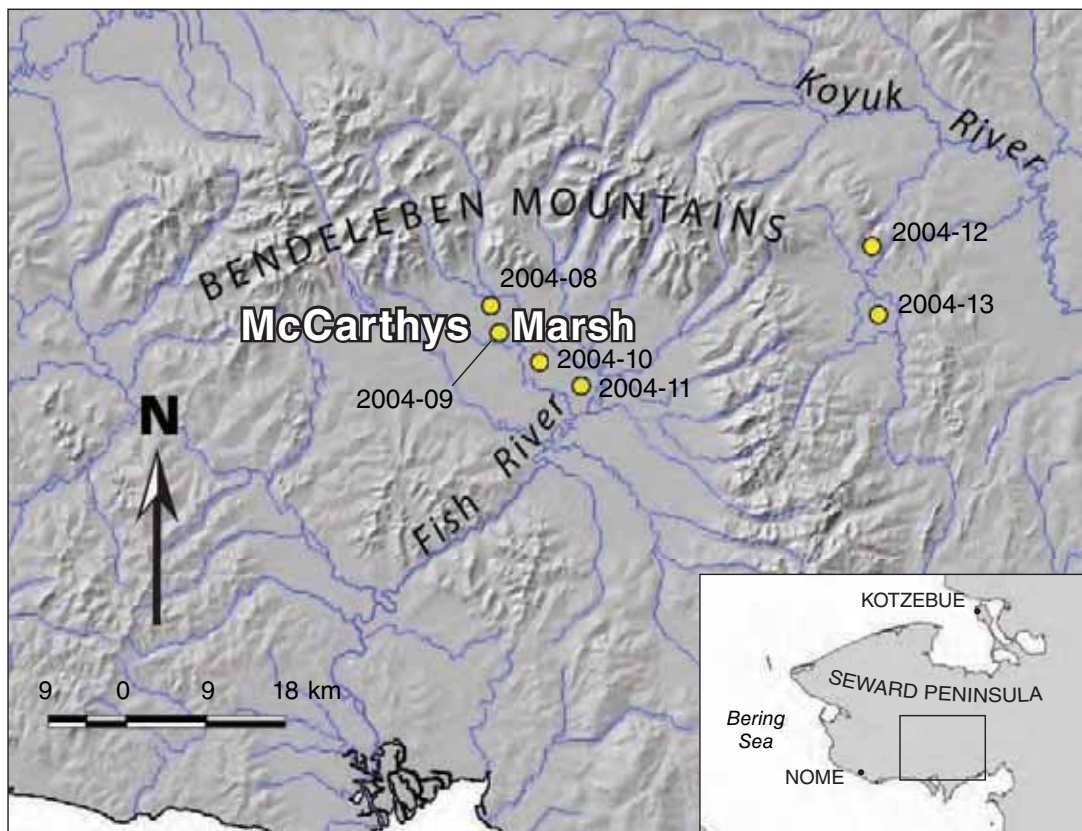 Koyuk River
BENDELEBEN MOUNTAINS
2004-12
2004-08
2004-13
McCarthys Marsh
2004-10
2004-09
2004-11
Fish River
N
9 0 9 18 km
KOTZEBUE
SEWARD PENINSULA
Bering
Sea
NOME